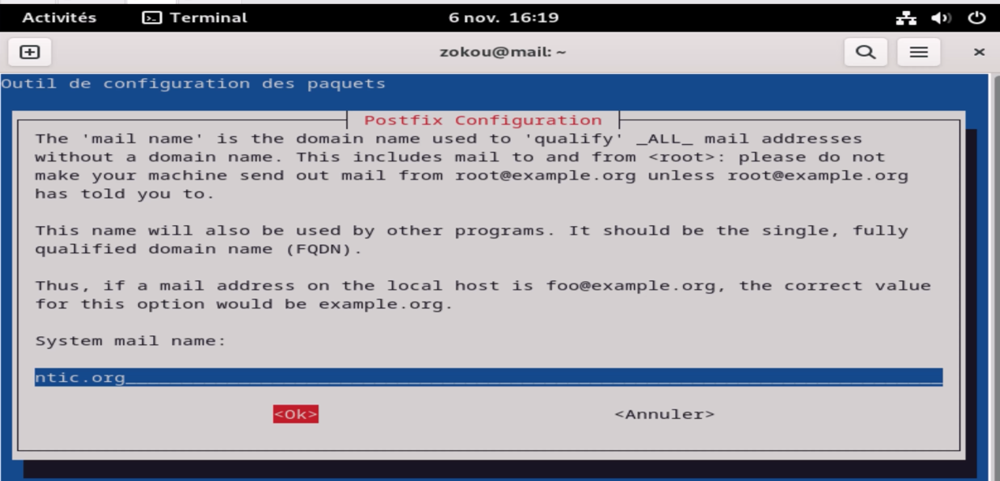 Activités Terminal 6 nov. 16:19
zokou@mail: ~
Outil de configuration des paquets
Postfix Configuration
The 'mail name' is the domain name used to 'qualify' _ALL_ mail addresses
without a domain name. This includes mail to and from <root>: please do not
make your machine send out mail from root@example.org unless root@example.org
has told you to.
This name will also be used by other programs. It should be the single, fully
qualified domain name (FQDN).
Thus, if a mail address on the local host is foo@example.org, the correct value
for this option would be example.org.
System mail name:
ntic.org
<Ok> <Annuler>